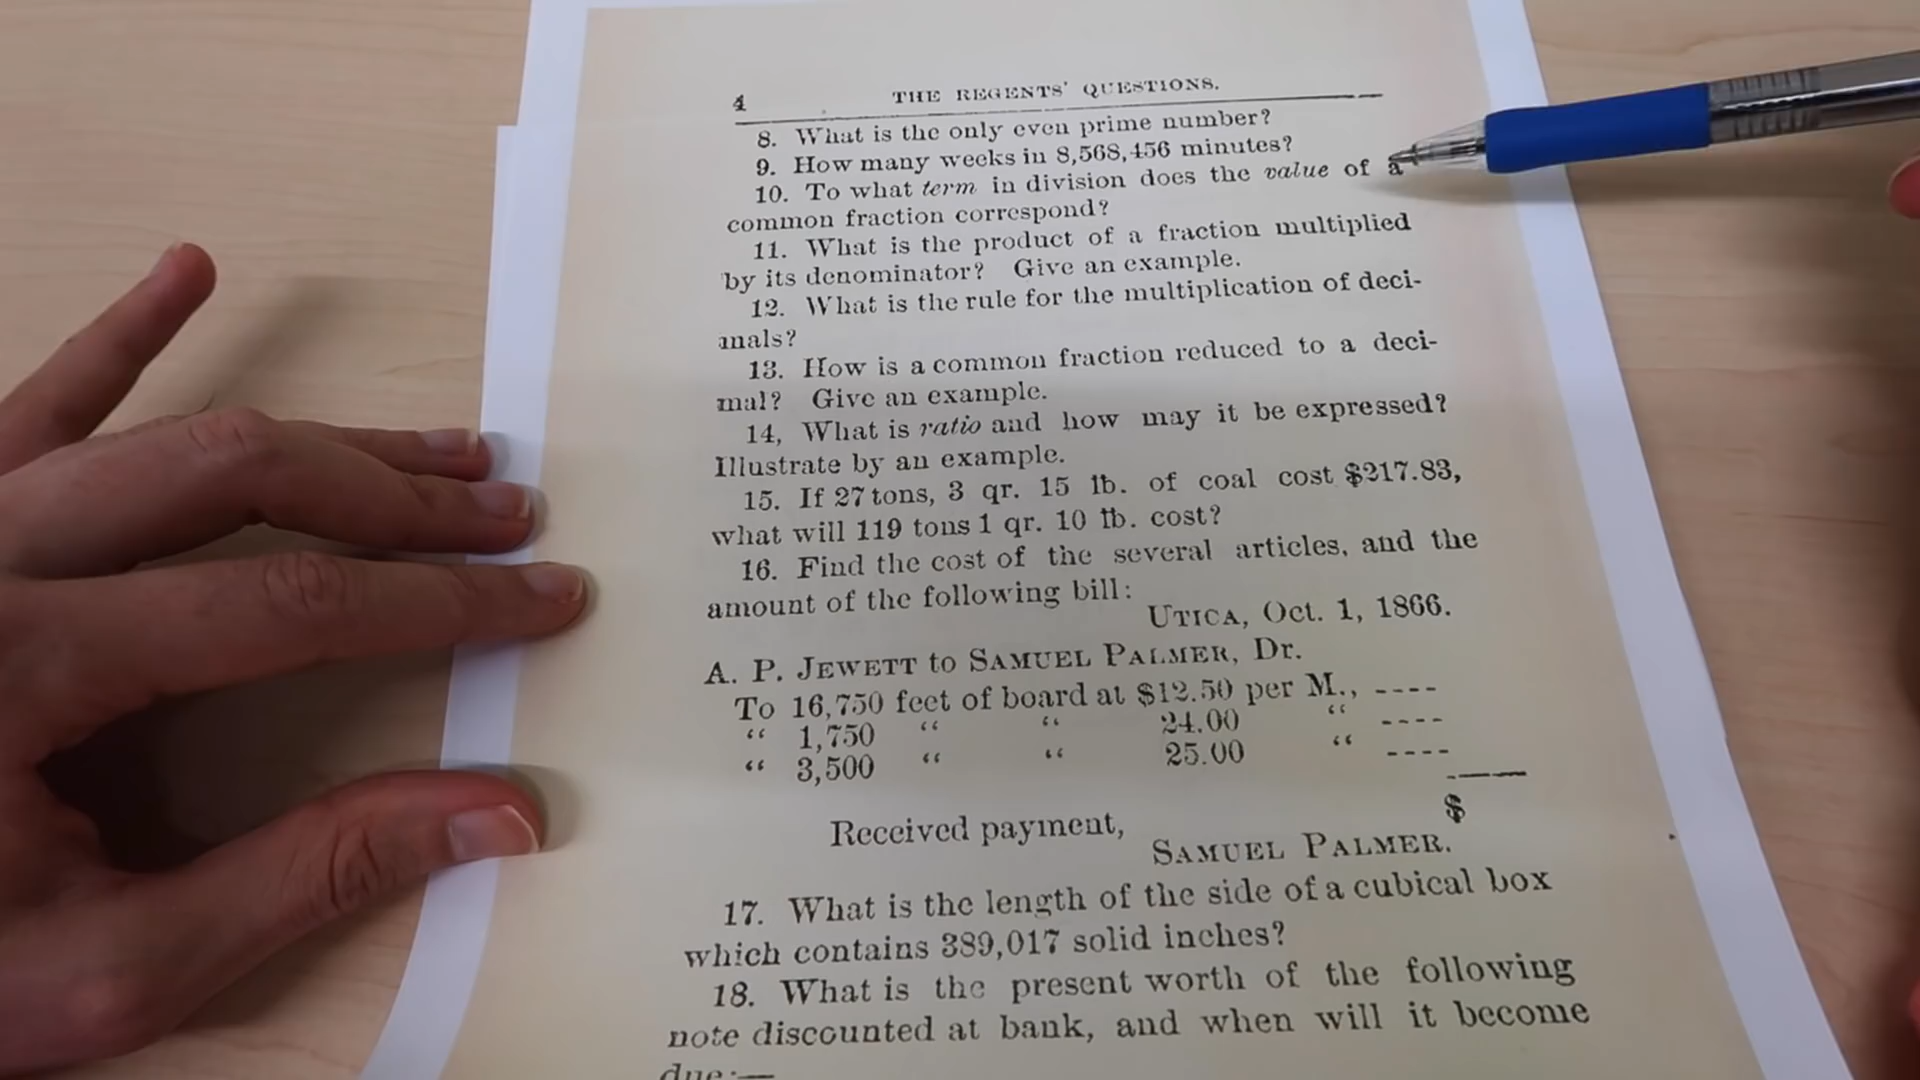 4 THE REGENTS' QUESTIONS.
8. What is the only even prime number?
9. How many weeks in 8,568,456 minutes?
10. To what term in division does the value of a
common fraction correspond?
11. What is the product of a fraction multiplied
by its denominator? Give an example.
12. What is the rule for the multiplication of deci-
mals?
13. How is a common fraction reduced to a deci-
mal? Give an example.
14, What is ratio and how may it be expressed?
Illustrate by an example.
15. If 27 tons, 3 qr. 15 lb. of coal cost $217.83,
what will 119 tons 1 qr. 10 lb. cost?
16. Find the cost of the several articles, and the
amount of the following bill:
UTICA, Oct. 1, 1866.
A. P. JEWETT to SAMUEL PALMER, Dr.
To 16,750 feet of board at $12.50 per M., ----
“ 1,750 “ “ 24.00 “ ----
“ 3,500 “ “ 25.00 “ ----
$
Received payment,
SAMUEL PALMER.
17. What is the length of the side of a cubical box
which contains 389,017 solid inches?
18. What is the present worth of the following
note discounted at bank, and when will it become
due:—